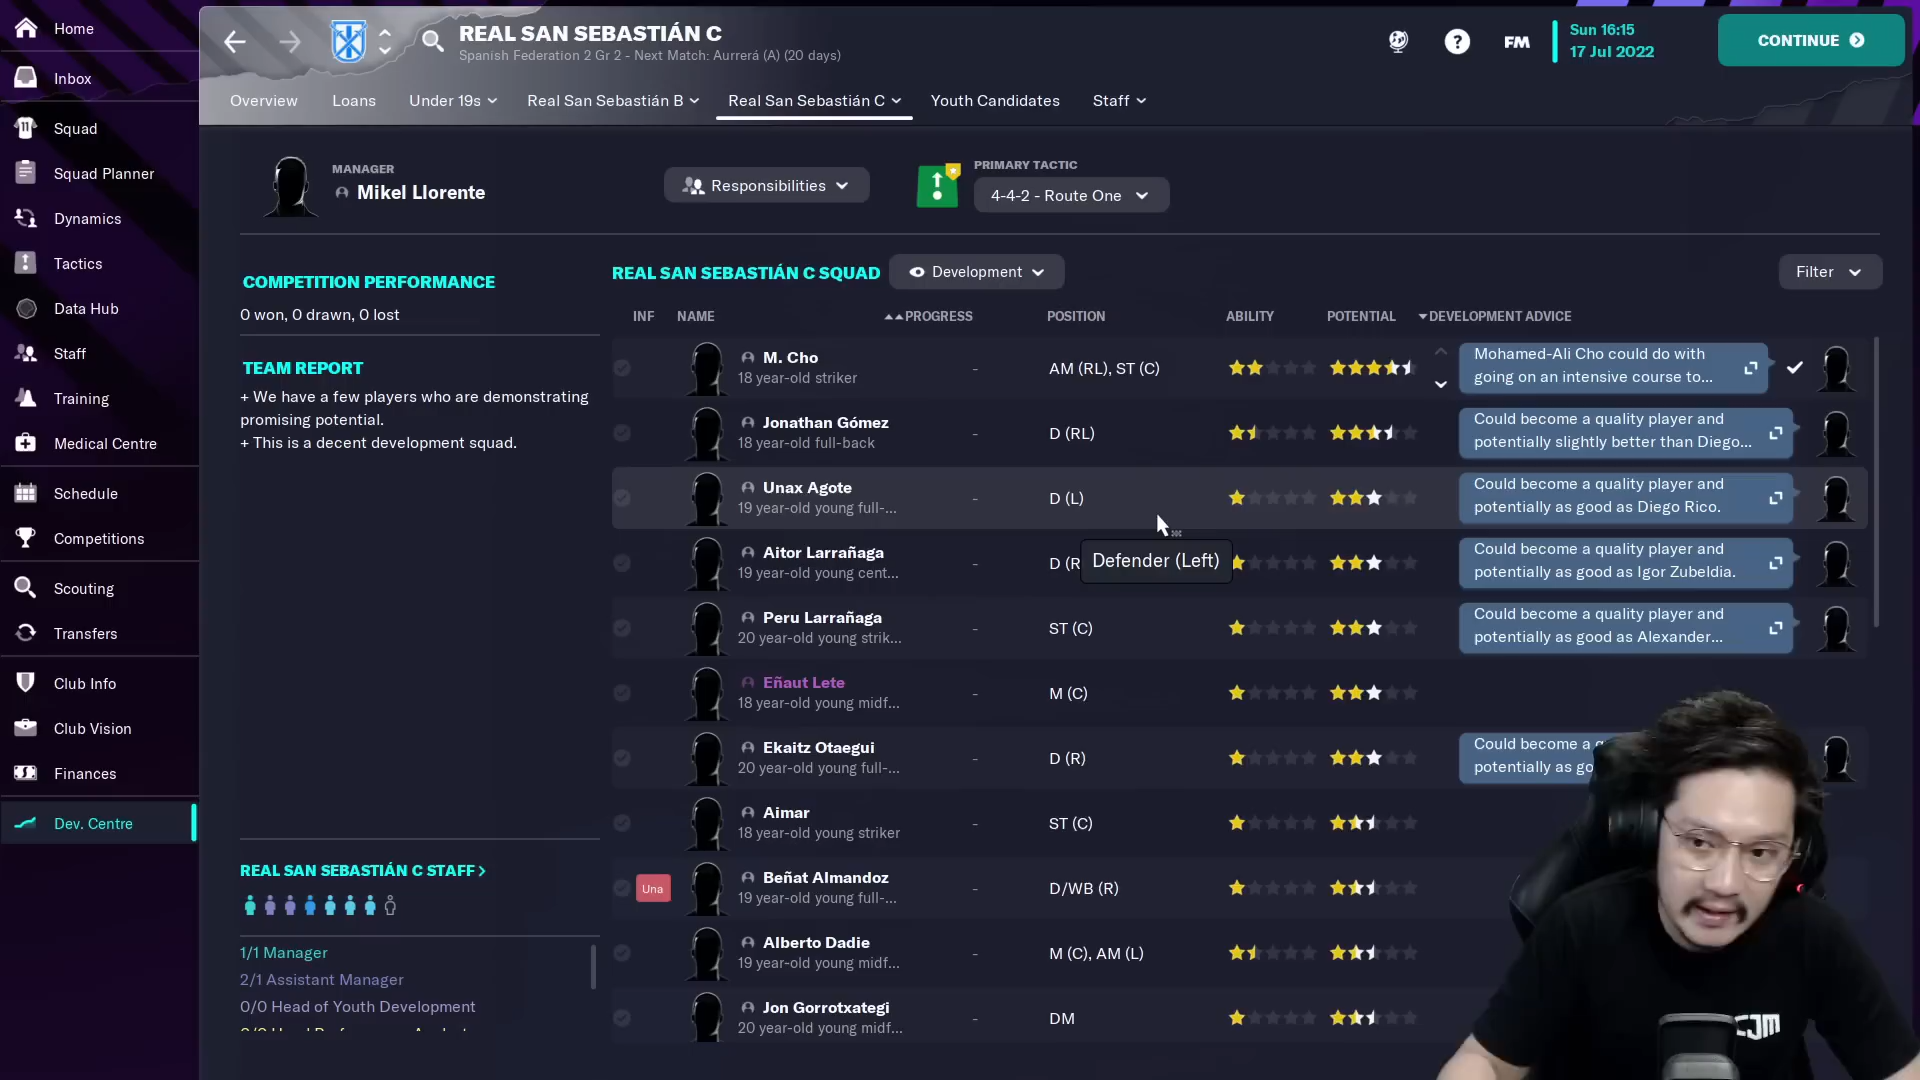 Home
Inbox
Squad
Squad Planner
Dynamics
Tactics
Data Hub
Staff
Training
Medical Centre
Schedule
Competitions
Scouting
Transfers
Club Info
Club Vision
Finances
Dev. Centre
REAL SAN SEBASTIÁN C
Spanish Federation 2 Gr 2 - Next Match: Aurrerá (A) (20 days)
?
FM
Sun 16:15
17 Jul 2022
CONTINUE
Overview
Loans
Under 19s
Real San Sebastián B
Real San Sebastián C
Youth Candidates
Staff
MANAGER
Mikel Llorente
Responsibilities
PRIMARY TACTIC
4-4-2 - Route One
COMPETITION PERFORMANCE
0 won, 0 drawn, 0 lost
TEAM REPORT
+ We have a few players who are demonstrating
promising potential.
+ This is a decent development squad.
REAL SAN SEBASTIÁN C STAFF
1/1 Manager
2/1 Assistant Manager
0/0 Head of Youth Development
REAL SAN SEBASTIÁN C SQUAD
Development
Filter
INF NAME PROGRESS POSITION ABILITY POTENTIAL DEVELOPMENT ADVICE
M. Cho
18 year-old striker
-
AM (RL), ST (C)
Mohamed-Ali Cho could do with
going on an intensive course to...
Jonathan Gómez
18 year-old full-back
-
D (RL)
Could become a quality player and
potentially slightly better than Diego...
Unax Agote
19 year-old young full-...
-
D (L)
Could become a quality player and
potentially as good as Diego Rico.
Defender (Left)
Aitor Larrañaga
19 year-old young cent...
-
D (R
Could become a quality player and
potentially as good as Igor Zubeldia.
Peru Larrañaga
20 year-old young strik...
-
ST (C)
Could become a quality player and
potentially as good as Alexander...
Eñaut Lete
18 year-old young midf...
-
M (C)
Ekaitz Otaegui
20 year-old young full-...
-
D (R)
Could become a
potentially as
Aimar
18 year-old young striker
-
ST (C)
Una
Beñat Almandoz
19 year-old young full-...
-
D/WB (R)
Alberto Dadie
19 year-old young midf...
-
M (C), AM (L)
Jon Gorrotxategi
20 year-old young midf...
-
DM
CJM